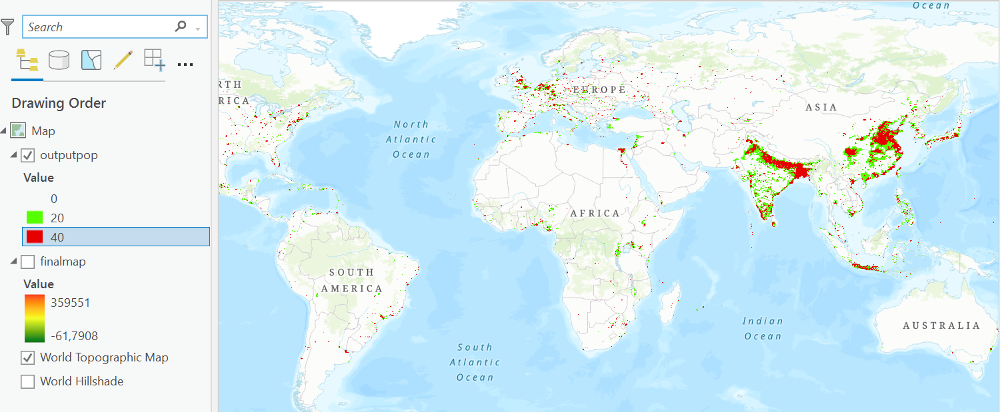 Search
Drawing Order
Map
outputpop
Value
0
20
40
finalmap
Value
359551
-61,7908
World Topographic Map
World Hillshade
Ocean
RTH
RICA
EUROPE
ASIA
North
Atlantic
Ocean
AFRICA
SOUTH
AMERICA
Indian
Ocean
AUSTRALIA
South
Atlantic
Ocean